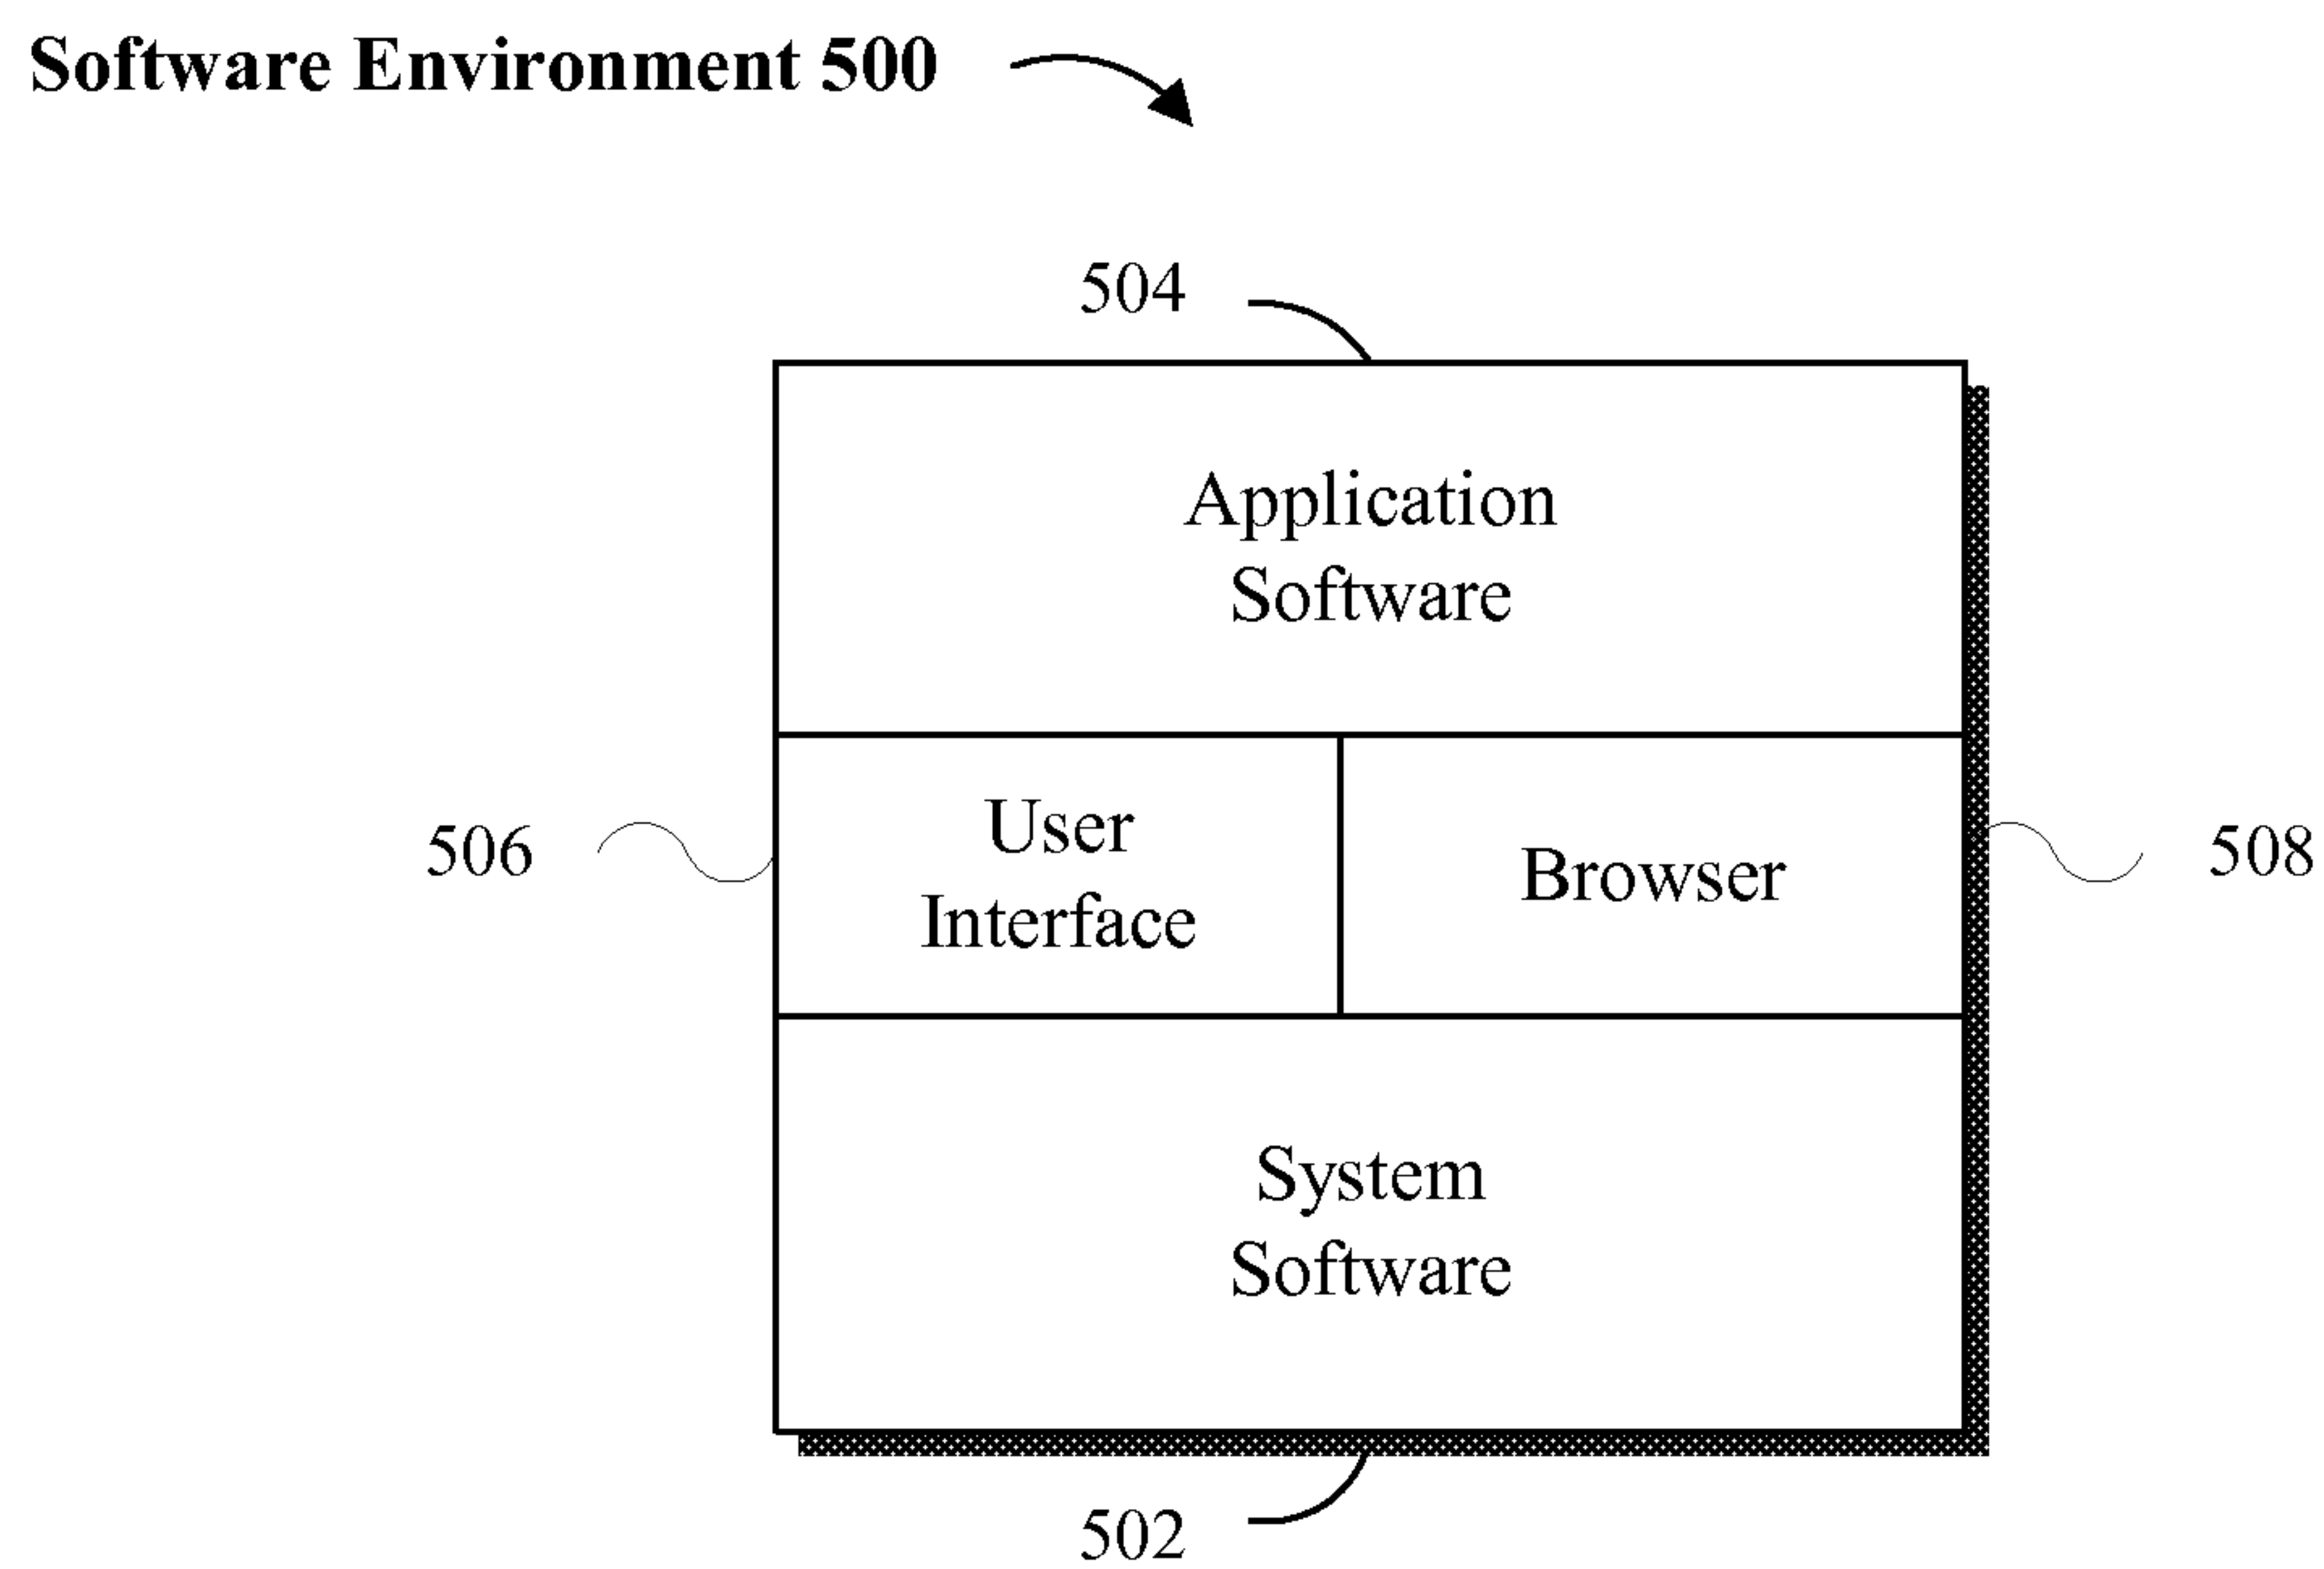 Software Environment 500
504
Application
Software
506
User
Interface
Browser
508
System
Software
502